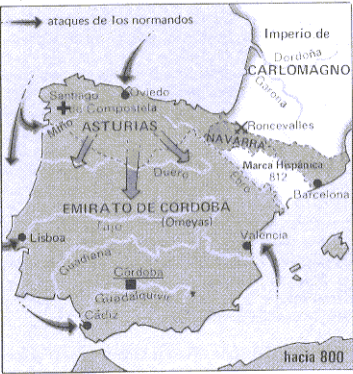 ataques de los normandos
Imperio de
CARLOMAGNO
Dordoña
Garona
Santiago
de Compostela
Oviedo
Miño
ASTURIAS
Roncevalles
NAVARRA
Marca Hispánica
812
Duero
Ebro
Barcelona
EMIRATO DE CORDOBA
(Omeyas)
Tajo
Lisboa
Valencia
Guadiana
Córdoba
Guadalquivir
Cádiz
hacia 800